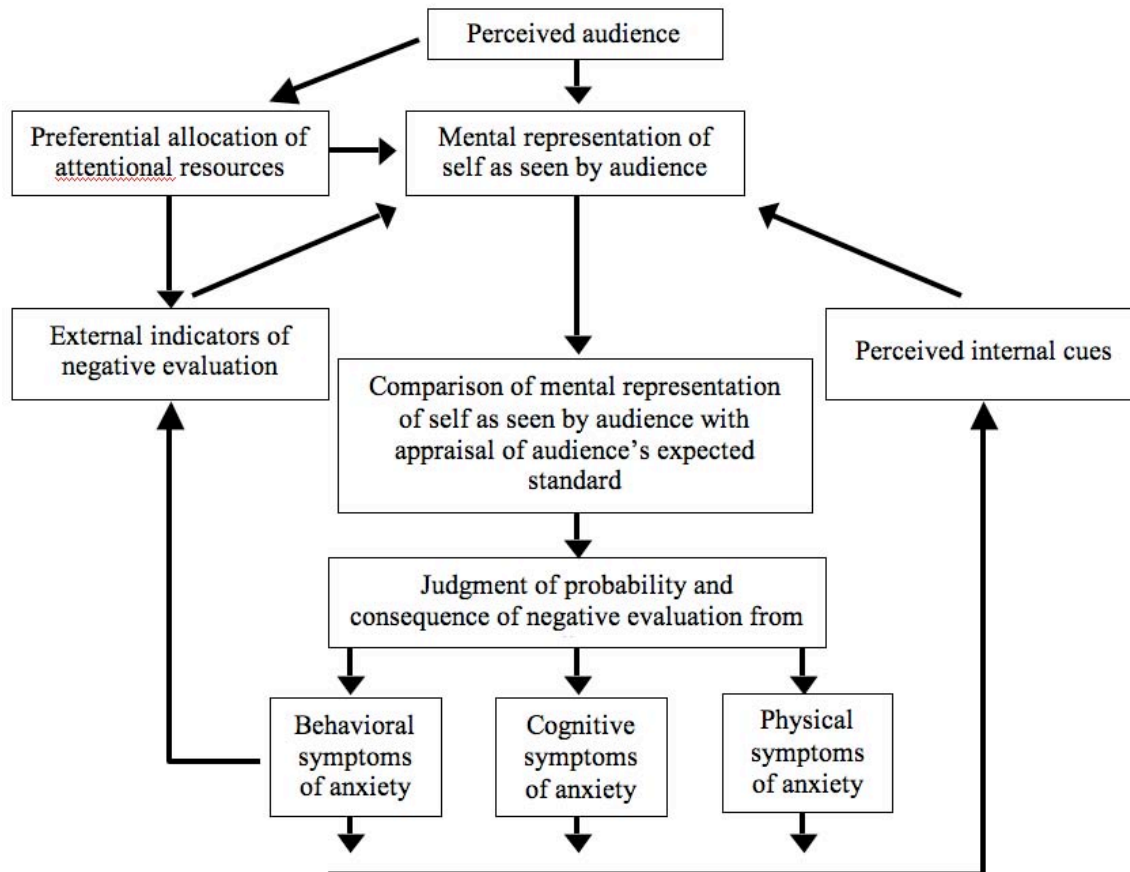 Perceived audience
Preferential allocation of
attentional resources
Mental representation of
self as seen by audience
External indicators of
negative evaluation
Perceived internal cues
Comparison of mental representation
of self as seen by audience with
appraisal of audience’s expected
standard
Judgment of probability and
consequence of negative evaluation from
Behavioral
symptoms
of anxiety
Cognitive
symptoms
of anxiety
Physical
symptoms
of anxiety